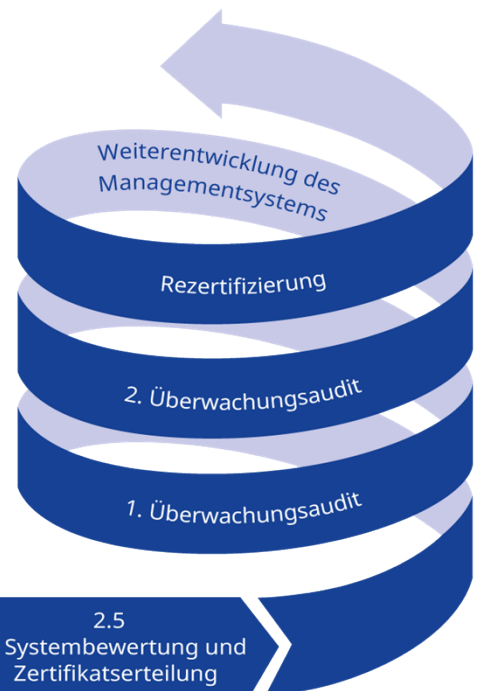 Weiterentwicklung des
Managementsystems
Rezertifizierung
2. Überwachungsaudit
1. Überwachungsaudit
2.5
Systembewertung und
Zertifikatserteilung